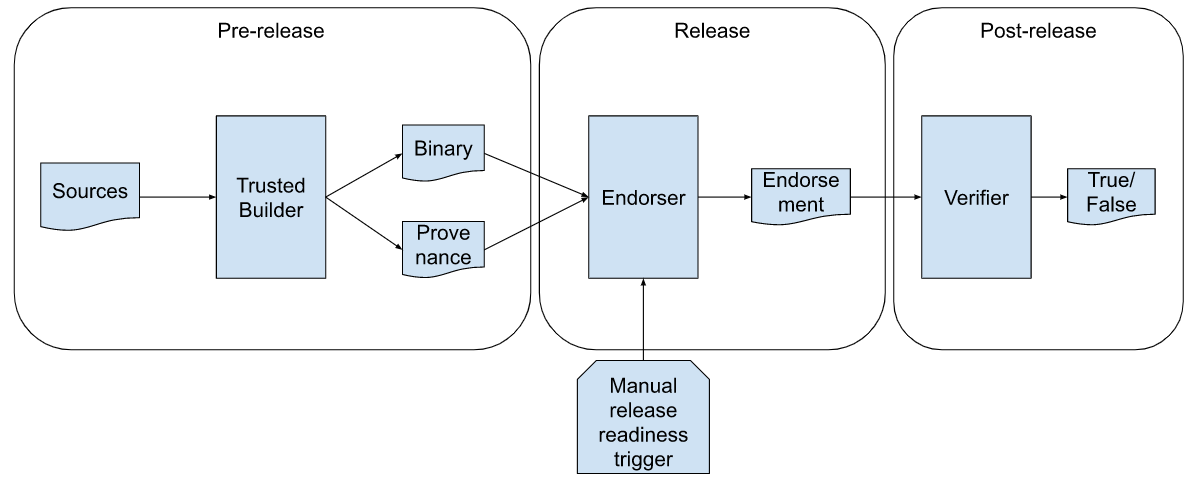 Pre-release
Release
Post-release
Sources
Trusted
Builder
Binary
Prove
nance
Endorser
Endorse
ment
Verifier
True/
False
Manual
release
readiness
trigger